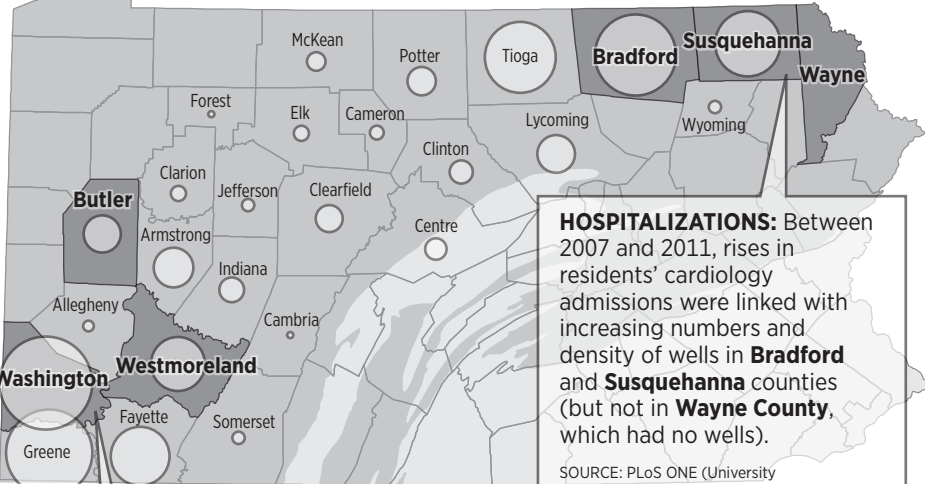 McKean
Potter
Tioga
Bradford
Susquehanna
Wayne
Forest
Elk
Cameron
Lycoming
Wyoming
Clinton
Clarion
Jefferson
Clearfield
Butler
Armstrong
Centre
Indiana
Allegheny
Cambria
Washington
Westmoreland
Fayette
Somerset
Greene
HOSPITALIZATIONS: Between
2007 and 2011, rises in
residents’ cardiology
admissions were linked with
increasing numbers and
density of wells in Bradford
and Susquehanna counties
(but not in Wayne County,
which had no wells).
SOURCE: PLoS ONE (University